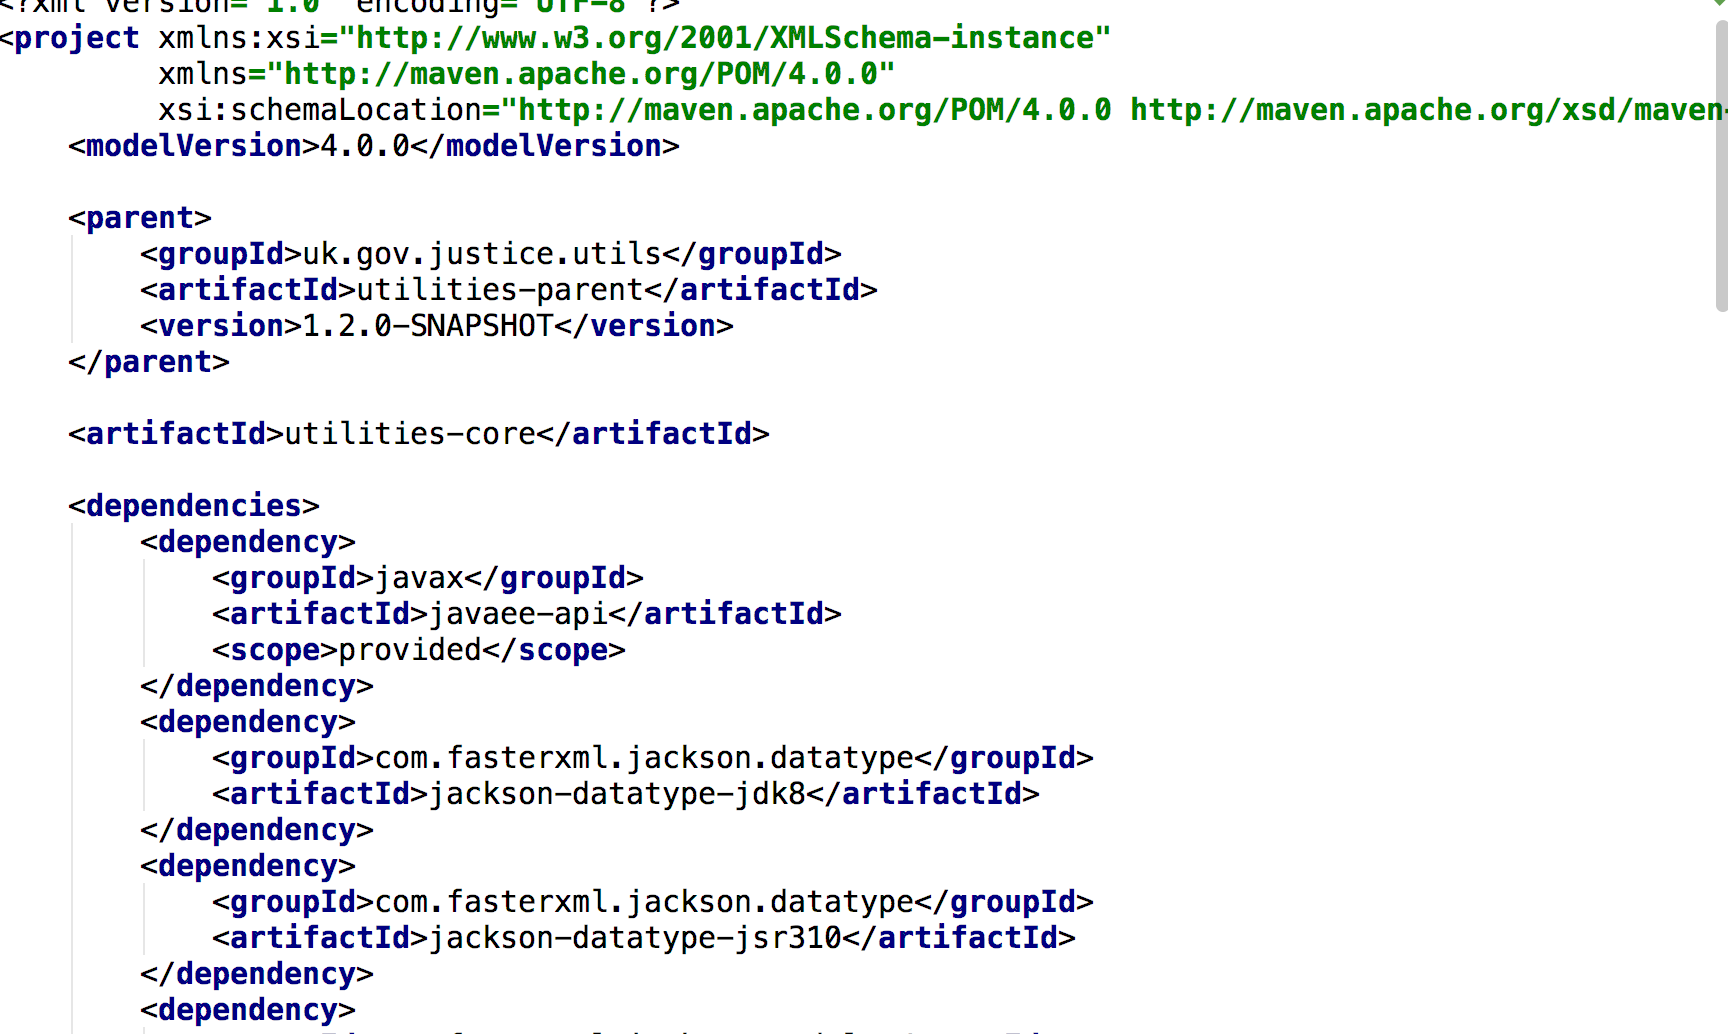 <?xml version="1.0" encoding="UTF-8"?>
<project xmlns:xsi="http://www.w3.org/2001/XMLSchema-instance"
         xmlns="http://maven.apache.org/POM/4.0.0"
         xsi:schemaLocation="http://maven.apache.org/POM/4.0.0 http://maven.apache.org/xsd/maven-
    <modelVersion>4.0.0</modelVersion>

    <parent>
        <groupId>uk.gov.justice.utils</groupId>
        <artifactId>utilities-parent</artifactId>
        <version>1.2.0-SNAPSHOT</version>
    </parent>

    <artifactId>utilities-core</artifactId>

    <dependencies>
        <dependency>
            <groupId>javax</groupId>
            <artifactId>javaee-api</artifactId>
            <scope>provided</scope>
        </dependency>
        <dependency>
            <groupId>com.fasterxml.jackson.datatype</groupId>
            <artifactId>jackson-datatype-jdk8</artifactId>
        </dependency>
        <dependency>
            <groupId>com.fasterxml.jackson.datatype</groupId>
            <artifactId>jackson-datatype-jsr310</artifactId>
        </dependency>
        <dependency>